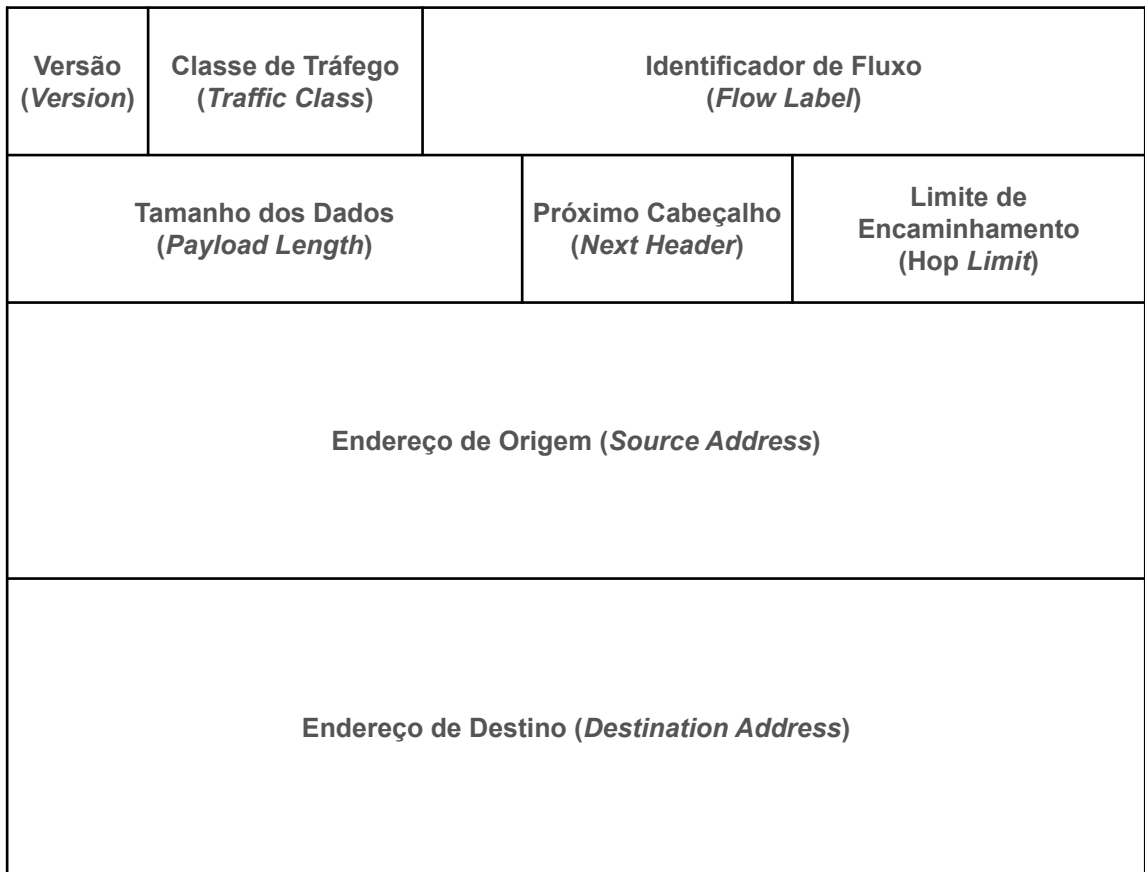 Versão
(Version)
Classe de Tráfego
(Traffic Class)
Identificador de Fluxo
(Flow Label)
Tamanho dos Dados
(Payload Length)
Próximo Cabeçalho
(Next Header)
Limite de
Encaminhamento
(Hop Limit)
Endereço de Origem (Source Address)
Endereço de Destino (Destination Address)